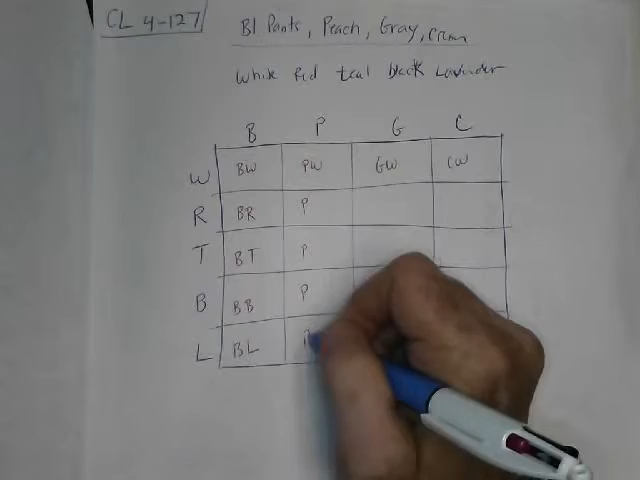 CL 4-127
Bl Pants, Peach, Gray, Crem
White Red teal black Lavender
B P G C
W BW PW GW CW
R BR P
T BT P
B BB P
L BL P